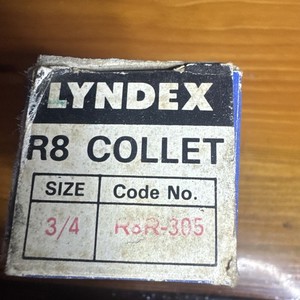 LYNDEX
R8 COLLET
SIZE Code No.
3/4 R8R-305